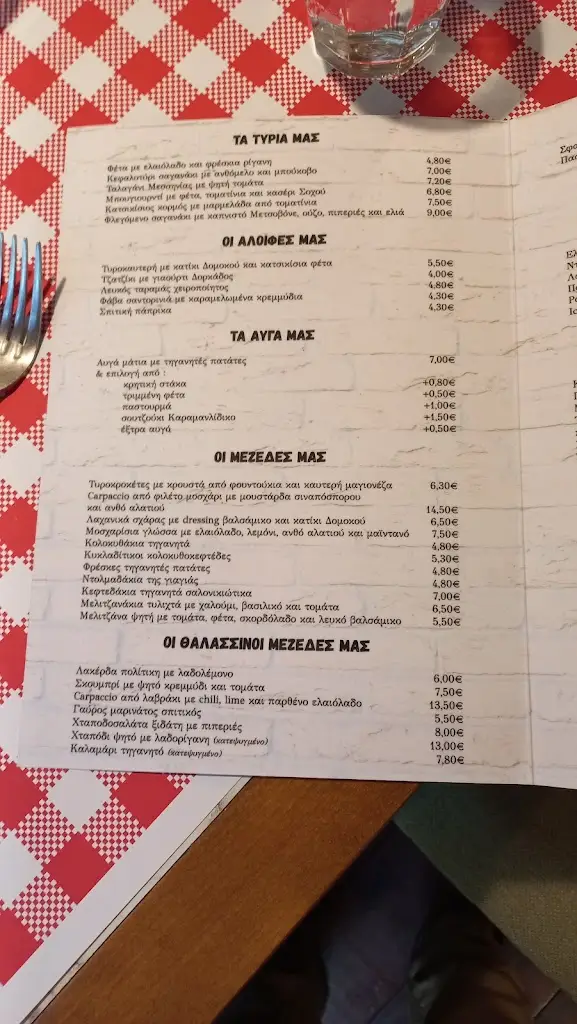 ΤΑ ΤΥΡΙΑ ΜΑΣ
Φέτα με ελαιόλαδο και φρέσκια ρίγανη 4,80€
Κεφαλοτύρι σαγανάκι με ανθόμελο και μπούκοβο 7,00€
Ταλαγάνι Μεσσηνίας με ψητή τομάτα 7,20€
Μπουγιουρντί με φέτα, τοματίνια και κασέρι Σοχού 6,80€
Κατσικίσιος κορμός με μαρμελάδα από τοματίνια 7,50€
Φλεγόμενο σαγανάκι με καπνιστό Μετσοβόνε, ούζο, πιπεριές και ελιά 9,00€
ΟΙ ΑΛΟΙΦΕΣ ΜΑΣ
Τυροκαυτερή με κατίκι Δομοκού και κατσικίσια φέτα 5,50€
Τζατζίκι με γιαούρτι Δορκάδος 4,00€
Λευκός ταραμάς χειροποίητος 4,80€
Φάβα σαντορινιά με καραμελωμένα κρεμμύδια 4,30€
Σπιτική πάπρικα 4,30€
ΤΑ ΑΥΓΑ ΜΑΣ
Αυγά μάτια με τηγανητές πατάτες 7,00€
& επιλογή από :
κρητική στάκα +0,80€
τριμμένη φέτα +0,50€
παστουρμά +1,00€
σουτζούκι Καραμανλίδικο +1,50€
έξτρα αυγά +0,50€
ΟΙ ΜΕΖΕΔΕΣ ΜΑΣ
Τυροκροκέτες με κρουστά από φουντούκια και καυτερή μαγιονέζα 6,30€
Carpaccio από φιλέτο μοσχάρι με μουστάρδα σιναπόσπορου
και ανθό αλατιού 14,50€
Λαχανικά σχάρας με dressing βαλσάμικο και κατίκι Δομοκού 6,50€
Μοσχαρίσια γλώσσα με ελαιόλαδο, λεμόνι, ανθό αλατιού και μαϊντανό 7,50€
Κολοκυθάκια τηγανητά 4,80€
Κυκλαδίτικοι κολοκυθοκεφτέδες 5,30€
Φρέσκες τηγανητές πατάτες 4,80€
Ντολμαδάκια της γιαγιάς 4,80€
Κεφτεδάκια τηγανητά σαλονικιώτικα 7,00€
Μελιτζανάκια τυλιχτά με χαλούμι, βασιλικό και τομάτα 6,50€
Μελιτζάνα ψητή με τομάτα, φέτα, σκορδόλαδο και λευκό βαλσάμικο 5,50€
ΟΙ ΘΑΛΑΣΣΙΝΟΙ ΜΕΖΕΔΕΣ ΜΑΣ
Λακέρδα πολίτικη με λαδολέμονο 6,00€
Σκουμπρί με ψητό κρεμμύδι και τομάτα 7,50€
Carpaccio από λαβράκι με chili, lime και παρθένο ελαιόλαδο 13,50€
Γαύρος μαρινάτος σπιτικός 5,50€
Χταποδοσαλάτα ξιδάτη με πιπεριές 8,00€
Χταπόδι ψητό με λαδορίγανη (κατεψυγμένο) 13,00€
Καλαμάρι τηγανητό (κατεψυγμένο) 7,80€